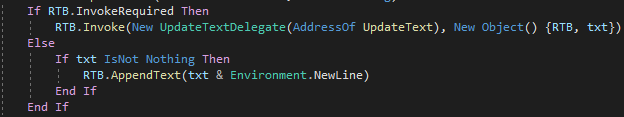 If RTB.InvokeRequired Then
RTB.Invoke(New UpdateTextDelegate(AddressOf UpdateText), New Object() {RTB, txt})
Else
If txt IsNot Nothing Then
RTB.AppendText(txt & Environment.NewLine)
End If
End If